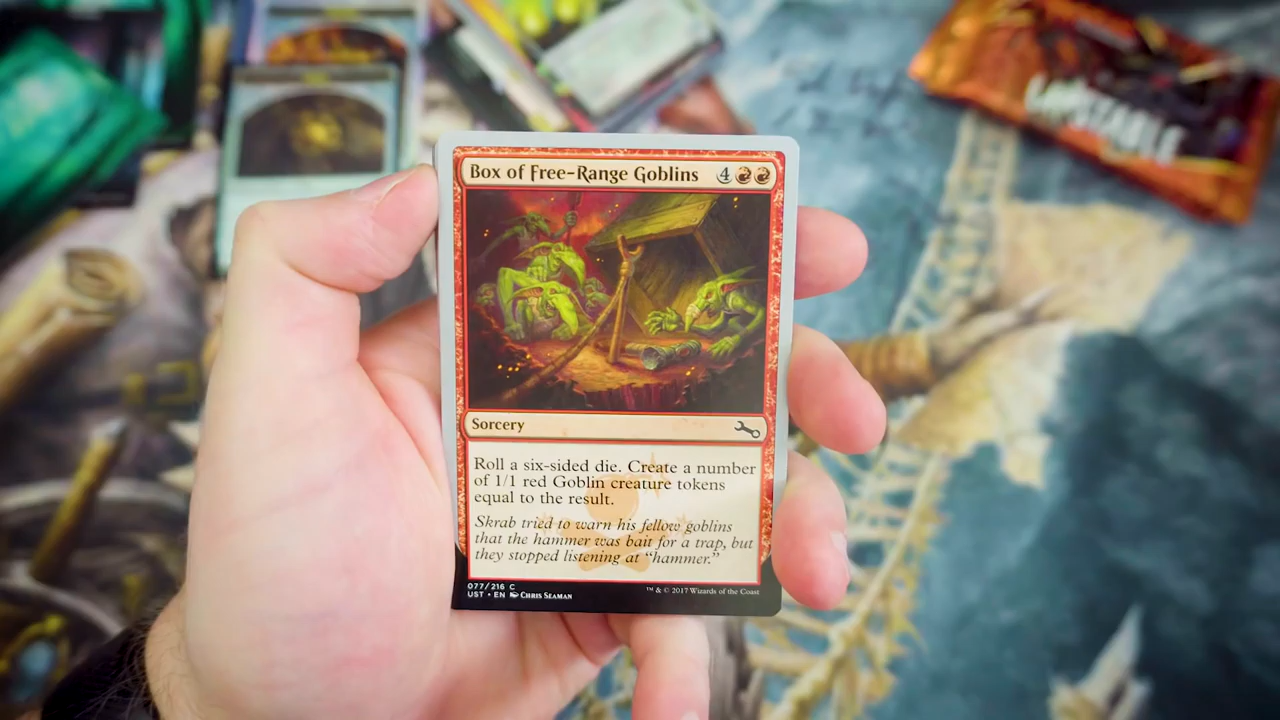 UNSTABLE
Box of Free-Range Goblins 4
Sorcery
Roll a six-sided die. Create a number
of 1/1 red Goblin creature tokens
equal to the result.
Skrab tried to warn his fellow goblins
that the hammer was bait for a trap, but
they stopped listening at “hammer.”
077/216 C
UST • EN Chris Seaman
™ & © 2017 Wizards of the Coast